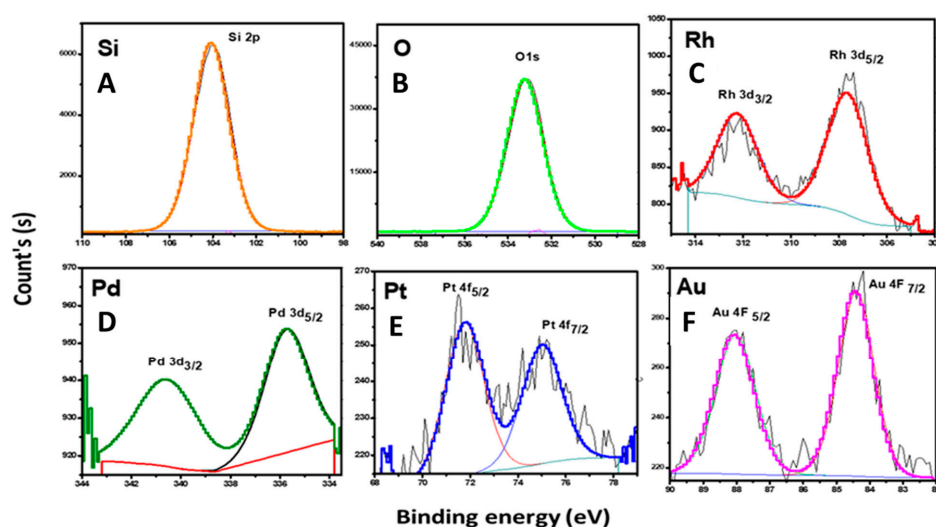 Si
A
Si 2p
6000
4000
2000
0
110 108 106 104 102 100 98
O
B
O1s
45000
30000
15000
0
540 538 536 534 532 530 528
Rh
C
Rh 3d3/2
Rh 3d5/2
1050
1000
950
900
850
800
314 312 310 308 306
Count's (s)
Pd
D
Pd 3d3/2
Pd 3d5/2
970
960
950
940
930
920
344 342 340 338 336 334
Pt
E
Pt 4f5/2
Pt 4f7/2
270
260
250
240
230
220
68 70 72 74 76 78
Au
F
Au 4F 5/2
Au 4F 7/2
300
280
260
240
220
90 89 88 87 86 85 84 83 82
Binding energy (eV)